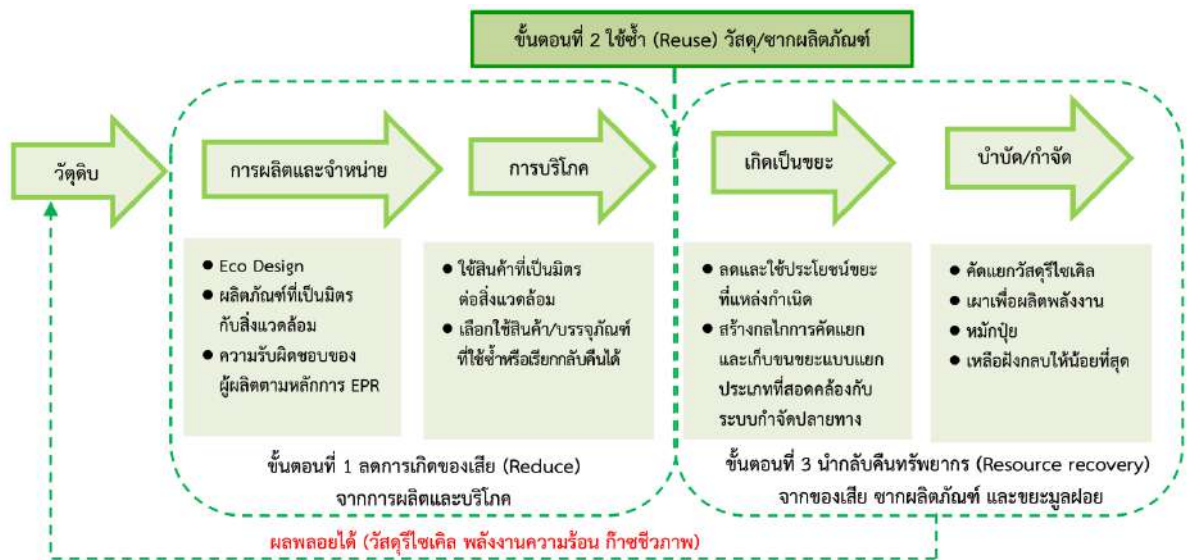 ขั้นตอนที่ 2 ใช้ซ้ำ (Reuse) วัสดุ/ซากผลิตภัณฑ์
วัตุดิบ
การผลิตและจำหน่าย
การบริโภค
เกิดเป็นขยะ
บำบัด/กำจัด
● Eco Design
● ผลิตภัณฑ์ที่เป็นมิตร
กับสิ่งแวดล้อม
● ความรับผิดชอบของ
ผู้ผลิตตามหลักการ EPR
● ใช้สินค้าที่เป็นมิตร
ต่อสิ่งแวดล้อม
● เลือกใช้สินค้า/บรรจุภัณฑ์
ที่ใช้ซ้ำหรือเรียกกลับคืนได้
● ลดและใช้ประโยชน์ขยะ
ที่แหล่งกำเนิด
● สร้างกลไกการคัดแยก
และเก็บขนขยะแบบแยก
ประเภทที่สอดคล้องกับ
ระบบกำจัดปลายทาง
● คัดแยกวัสดุรีไซเคิล
● เผาเพื่อผลิตพลังงาน
● หมักปุ๋ย
● เหลือฝังกลบให้น้อยที่สุด
ขั้นตอนที่ 1 ลดการเกิดของเสีย (Reduce)
จากการผลิตและบริโภค
ขั้นตอนที่ 3 นำกลับคืนทรัพยากร (Resource recovery)
จากของเสีย ซากผลิตภัณฑ์ และขยะมูลฝอย
ผลพลอยได้ (วัสดุรีไซเคิล พลังงานความร้อน ก๊าซชีวภาพ)